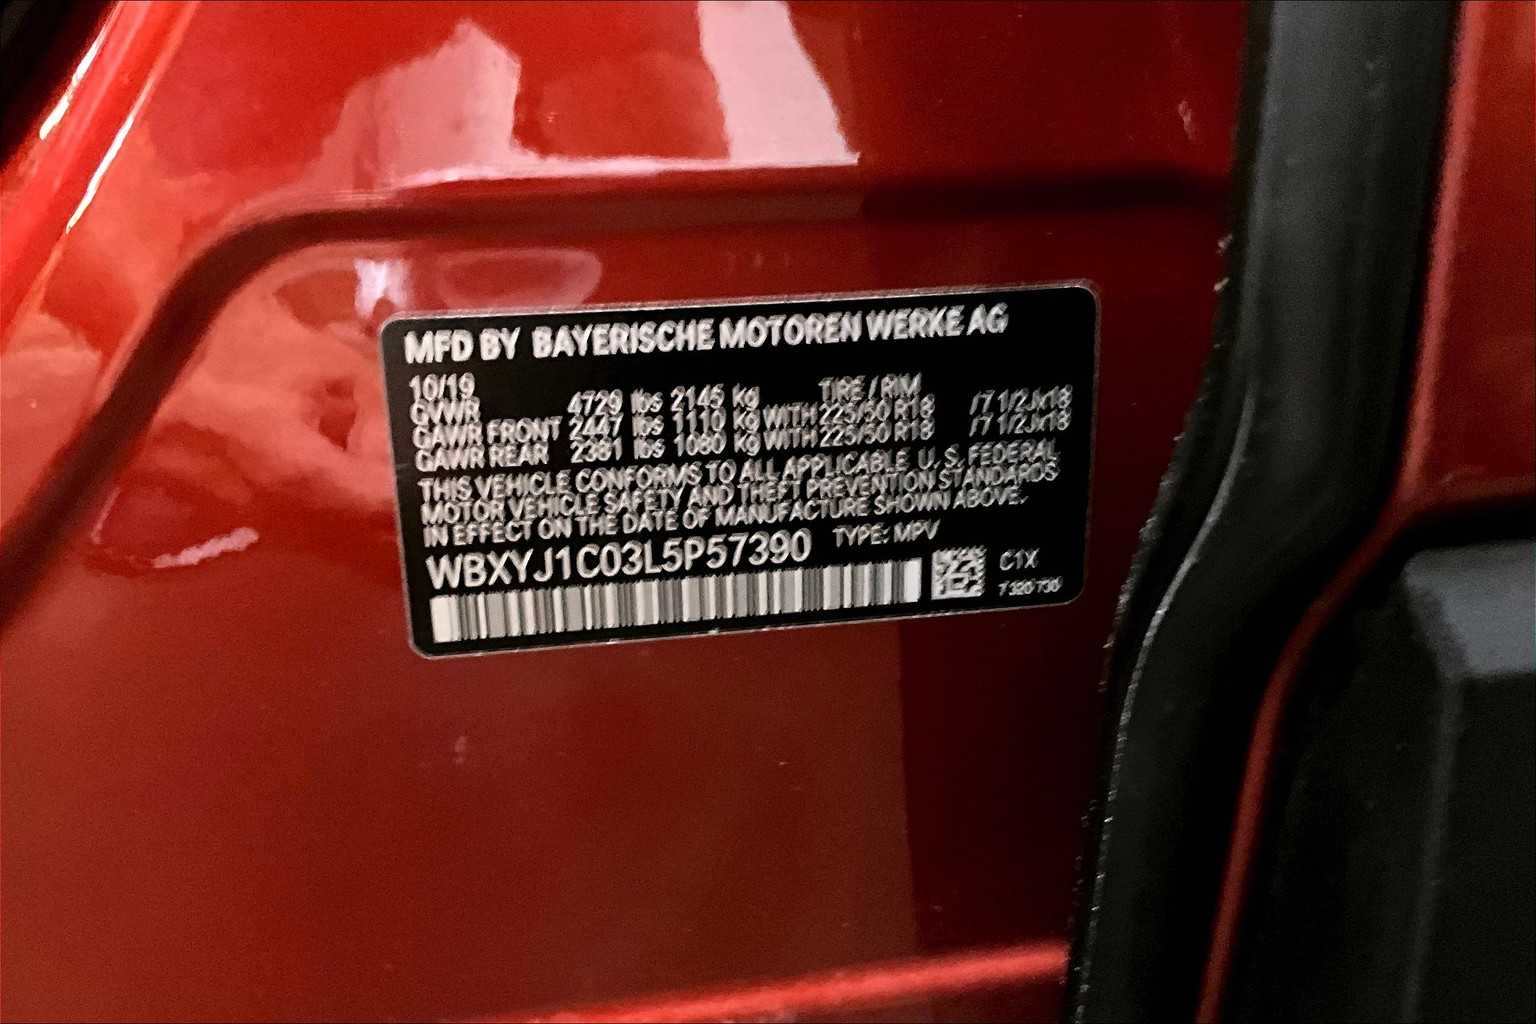 MFD BY BAYERISCHE MOTOREN WERKE AG
10/19 TIRE / RIM
GVWR 4729 lbs 2145 kg
GAWR FRONT 2447 lbs 1110 kg WITH 225/50 R18 /7 1/2Jx18
GAWR REAR 2381 lbs 1080 kg WITH 225/50 R18 /7 1/2Jx18
THIS VEHICLE CONFORMS TO ALL APPLICABLE U. S. FEDERAL
MOTOR VEHICLE SAFETY AND THEFT PREVENTION STANDARDS
IN EFFECT ON THE DATE OF MANUFACTURE SHOWN ABOVE.
WBXYJ1C03L5P57390 TYPE: MPV
C1X
7 320 730